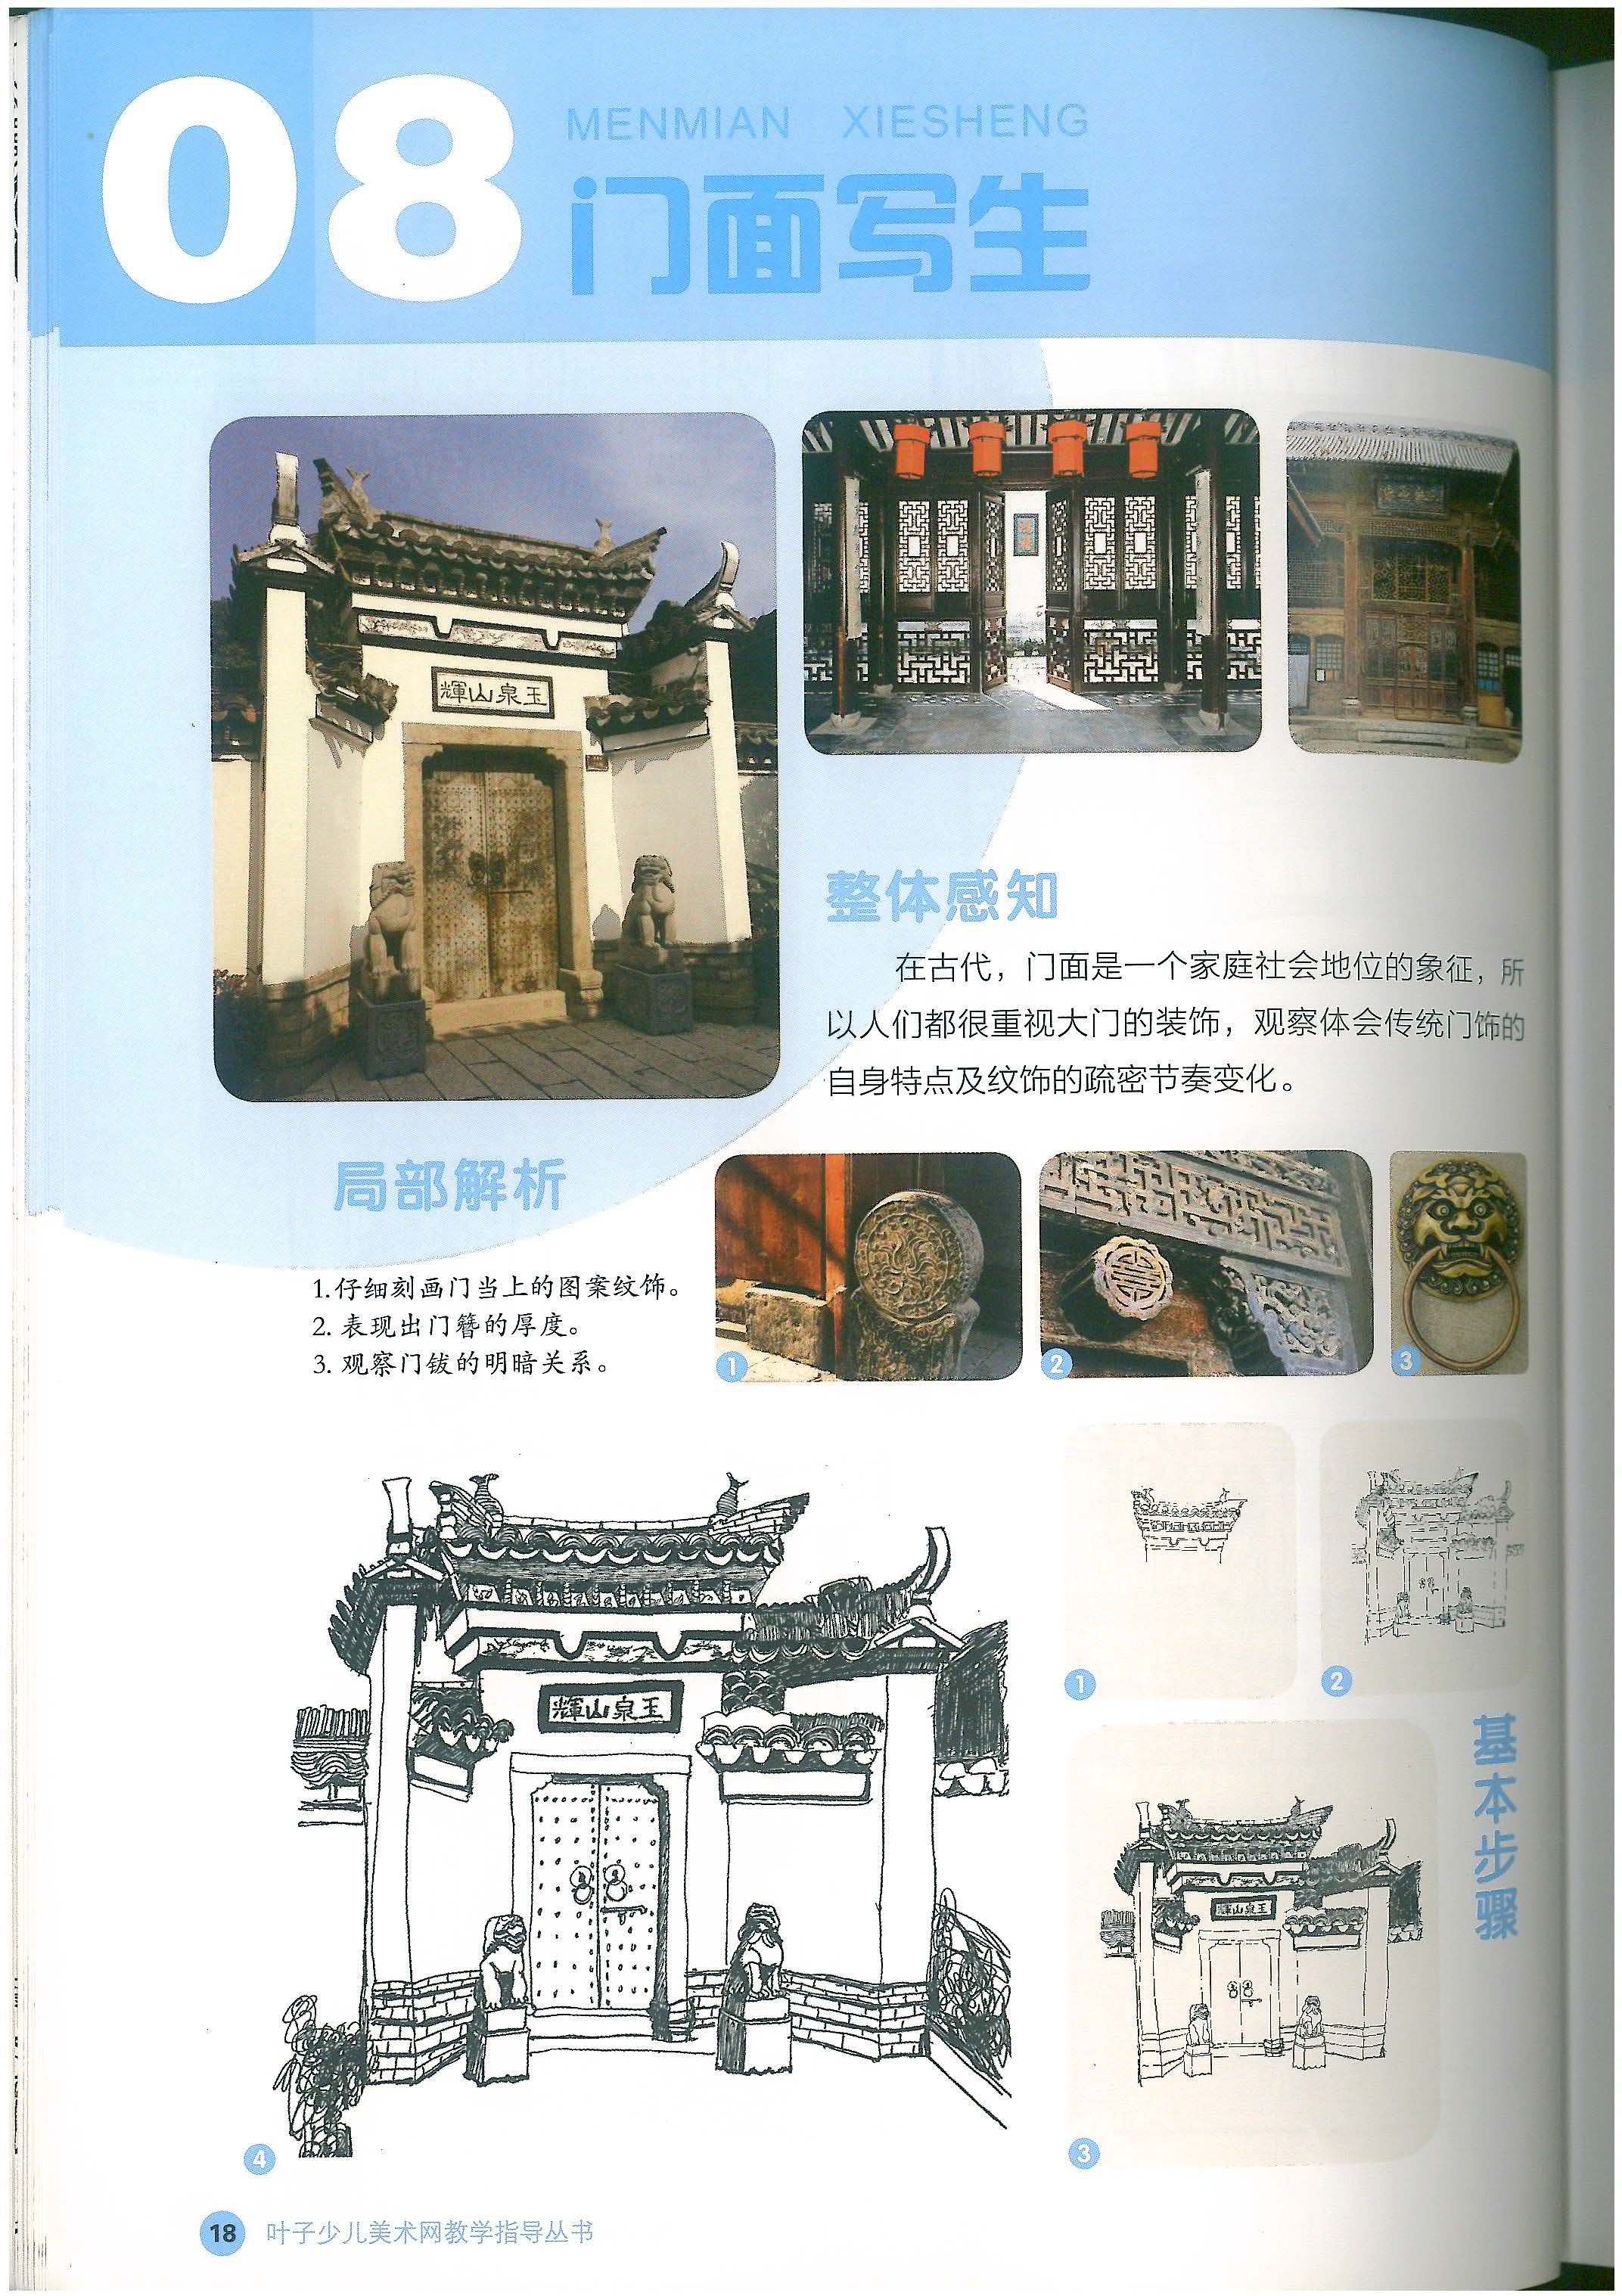 08
MENMIAN XIESHENG
门面写生
輝山泉玉
整体感知
在古代，门面是一个家庭社会地位的象征，所
以人们都很重视大门的装饰，观察体会传统门饰的
自身特点及纹饰的疏密节奏变化。
局部解析
1.仔细刻画门当上的图案纹饰。
2. 表现出门簪的厚度。
3. 观察门钹的明暗关系。
1
2
3
輝山泉玉
1
2
基本步骤
輝山泉玉
3
4
18 叶子少儿美术网教学指导丛书